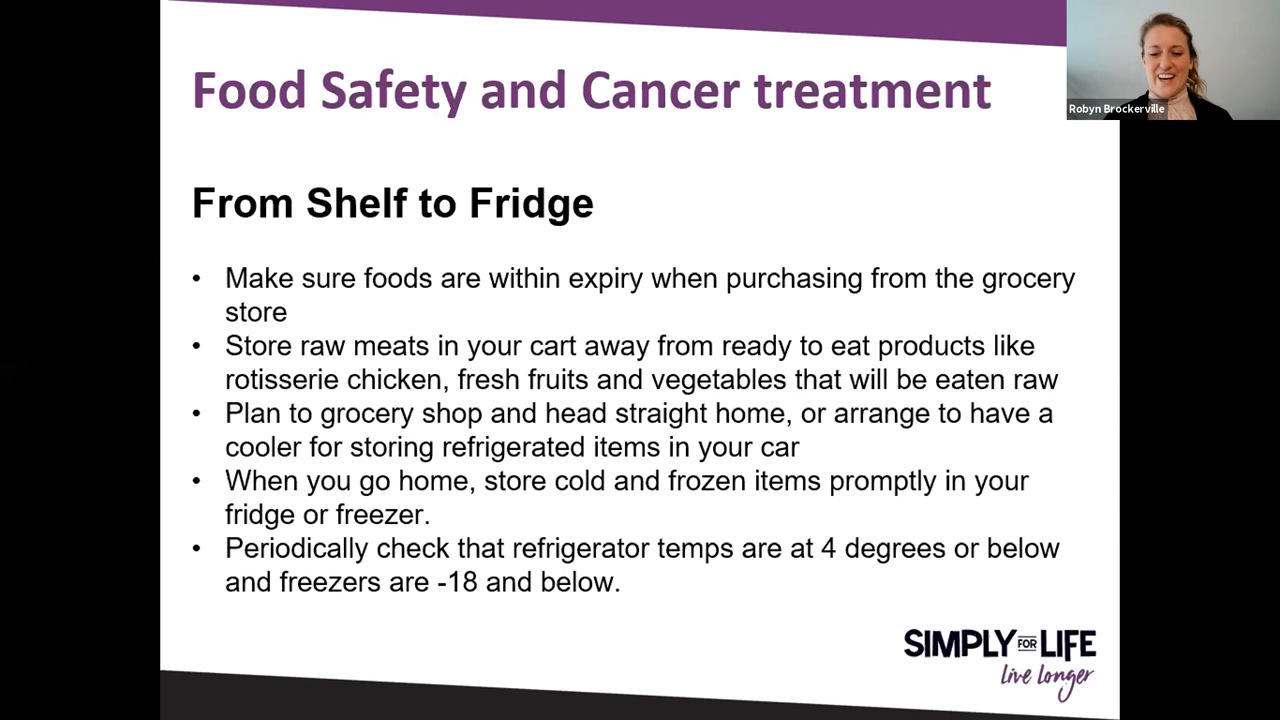 Food Safety and Cancer treatment
Robyn Brockerville
From Shelf to Fridge
• Make sure foods are within expiry when purchasing from the grocery
store
• Store raw meats in your cart away from ready to eat products like
rotisserie chicken, fresh fruits and vegetables that will be eaten raw
• Plan to grocery shop and head straight home, or arrange to have a
cooler for storing refrigerated items in your car
• When you go home, store cold and frozen items promptly in your
fridge or freezer.
• Periodically check that refrigerator temps are at 4 degrees or below
and freezers are -18 and below.
SIMPLY FOR LIFE
live longer